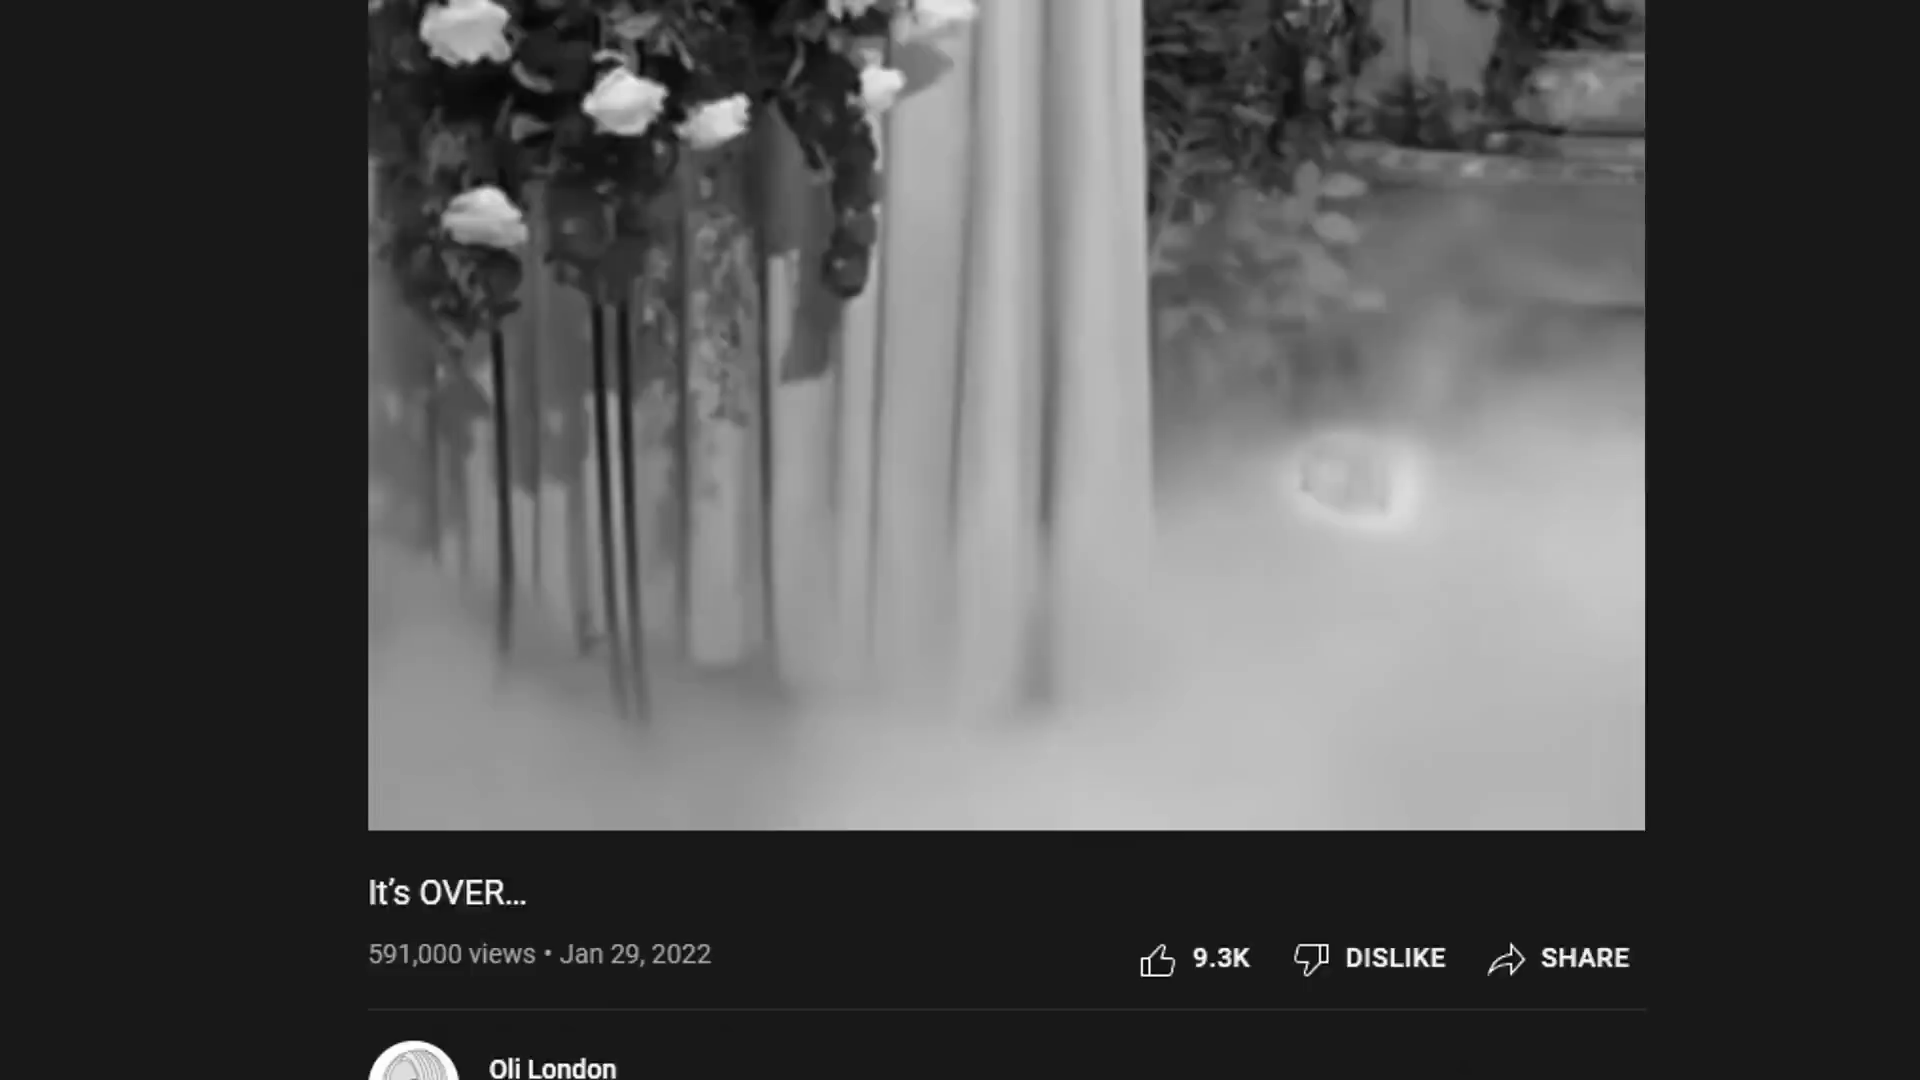 It's OVER...
591,000 views • Jan 29, 2022
9.3K DISLIKE SHARE
Oli London